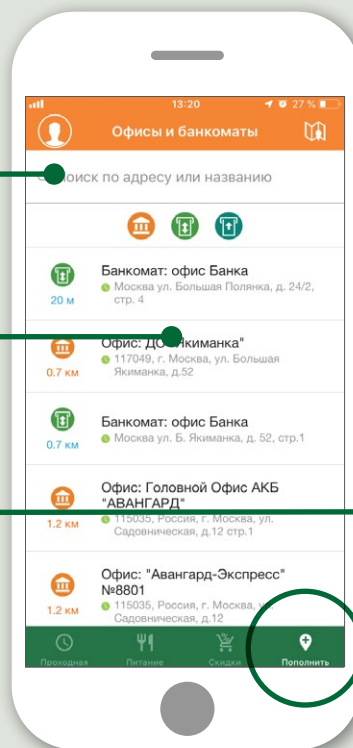 13:20
27 %
Офисы и банкоматы
Поиск по адресу или названию
Банкомат: офис Банка
Москва ул. Большая Полянка, д. 24/2,
стр. 4
20 м
Офис: ДО "Якиманка"
117049, г. Москва, ул. Большая
Якиманка, д.52
0.7 км
Банкомат: офис Банка
Москва ул. Б. Якиманка, д. 52, стр.1
0.7 км
Офис: Головной Офис АКБ
"АВАНГАРД"
115035, Россия, г. Москва, ул.
Садовническая, д.12 стр.1
1.2 км
Офис: "Авангард-Экспресс"
№8801
115035, Россия, г. Москва, ул.
Садовническая, д.12
1.2 км
Проходная
Питание
Скидки
Пополнить